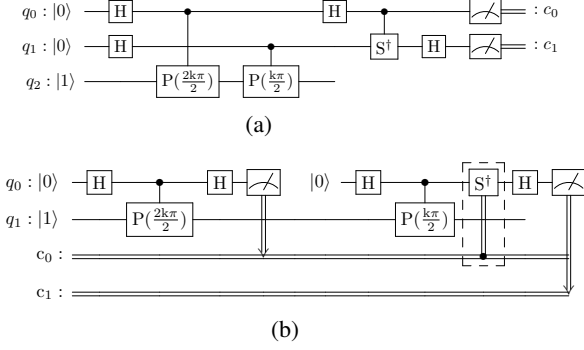 q₀ : |0⟩ H H : c₀
q₁ : |0⟩ H S† H : c₁
q₂ : |1⟩ P(2kπ/2) P(kπ/2)
(a)
q₀ : |0⟩ H H |0⟩ H S† H
q₁ : |1⟩ P(2kπ/2) P(kπ/2)
c₀ :
c₁ :
(b)